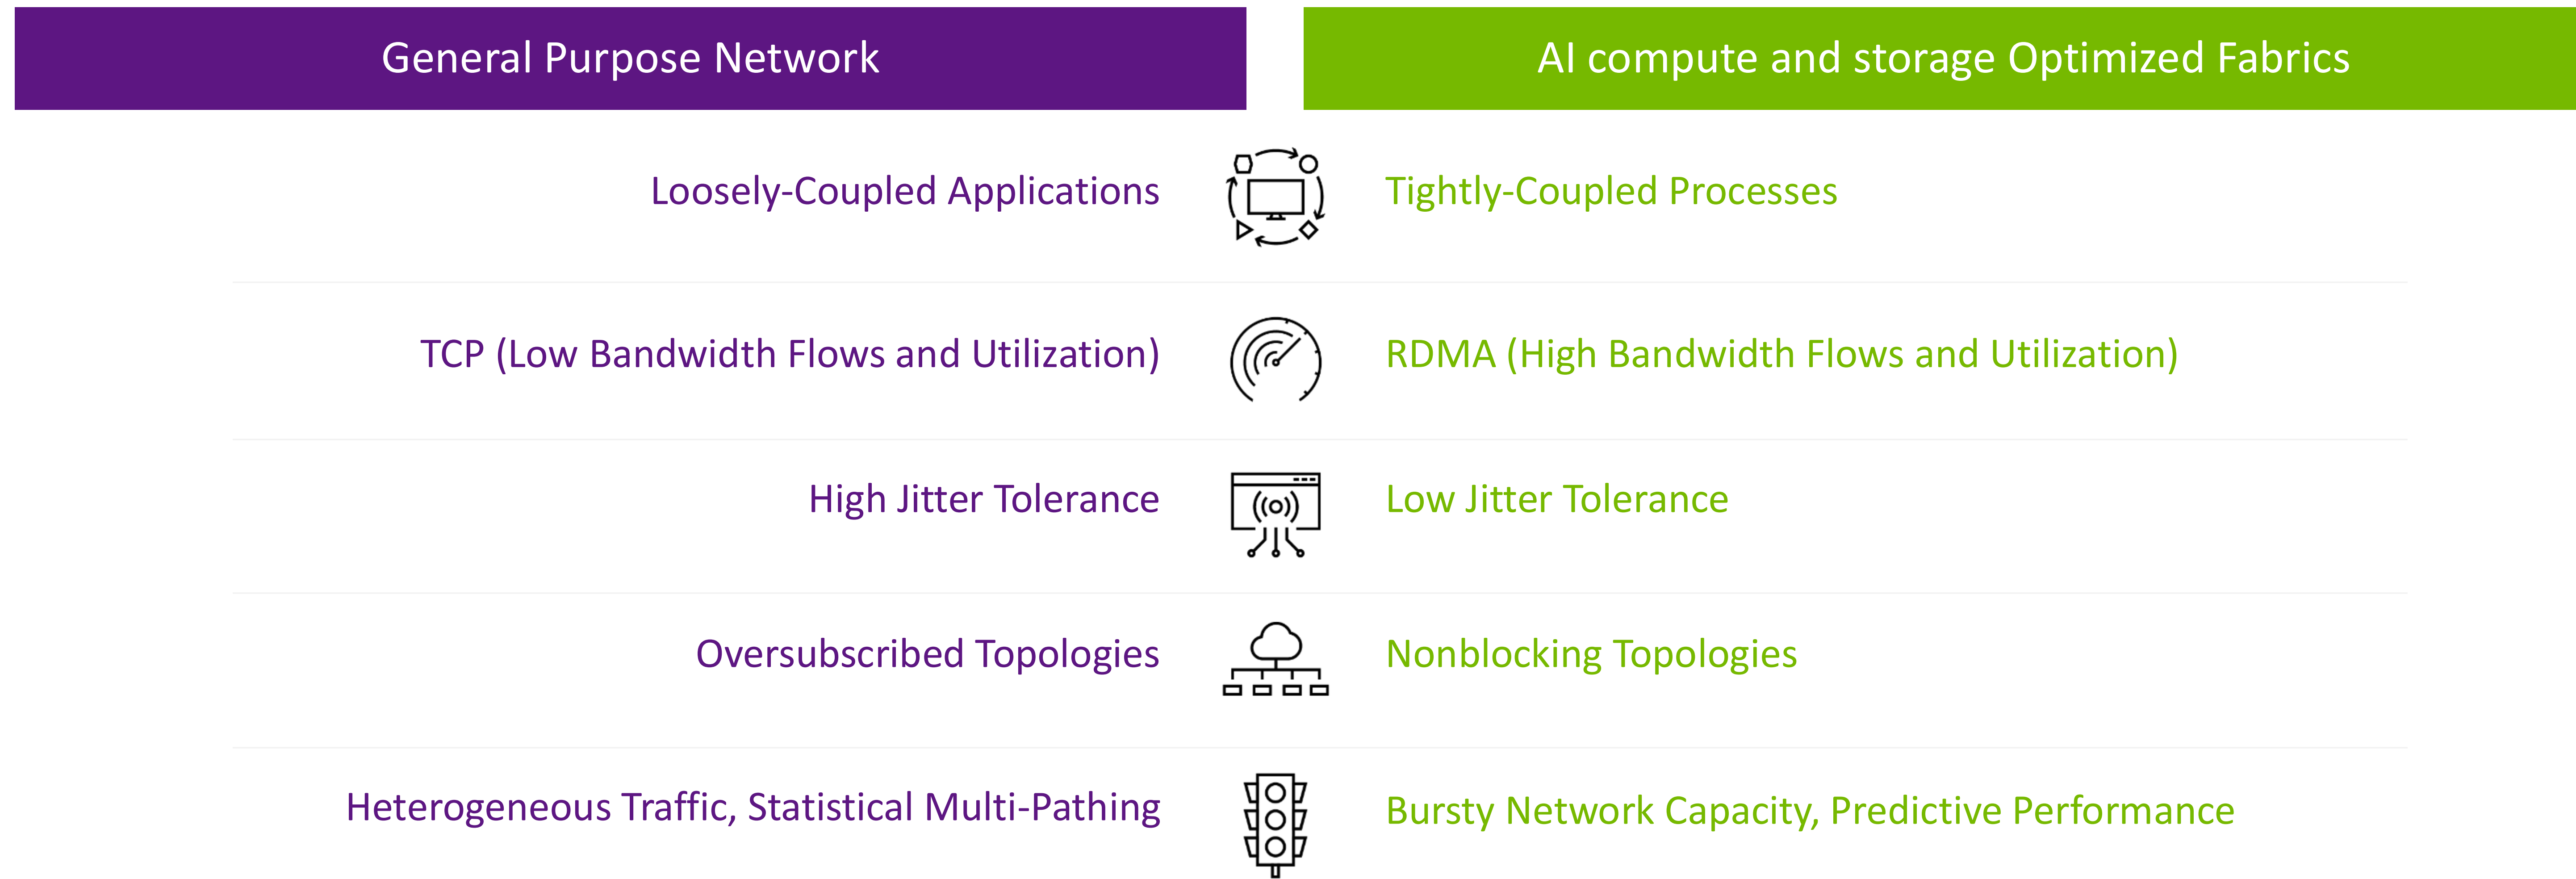 General Purpose Network
AI compute and storage Optimized Fabrics
Loosely-Coupled Applications
Tightly-Coupled Processes
TCP (Low Bandwidth Flows and Utilization)
RDMA (High Bandwidth Flows and Utilization)
High Jitter Tolerance
Low Jitter Tolerance
Oversubscribed Topologies
Nonblocking Topologies
Heterogeneous Traffic, Statistical Multi-Pathing
Bursty Network Capacity, Predictive Performance